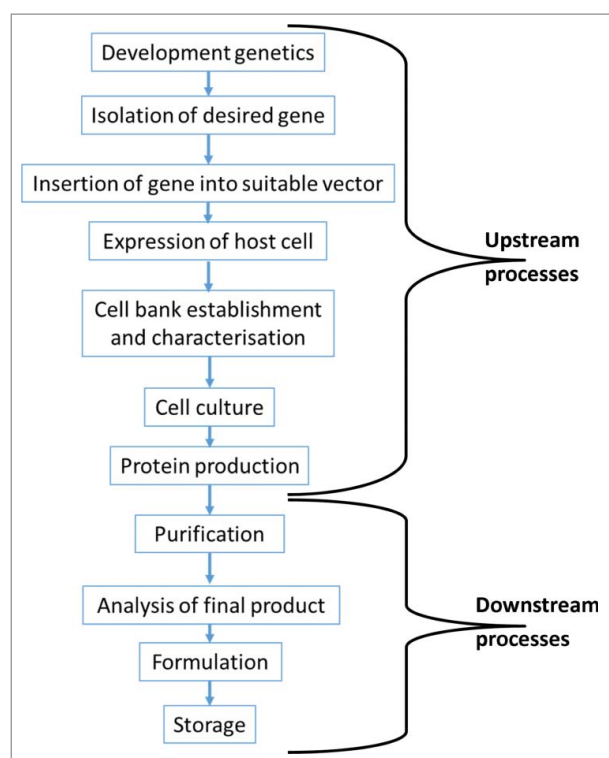 Development genetics
Isolation of desired gene
Insertion of gene into suitable vector
Expression of host cell
Cell bank establishment
and characterisation
Cell culture
Protein production
Upstream
processes
Purification
Analysis of final product
Formulation
Storage
Downstream
processes